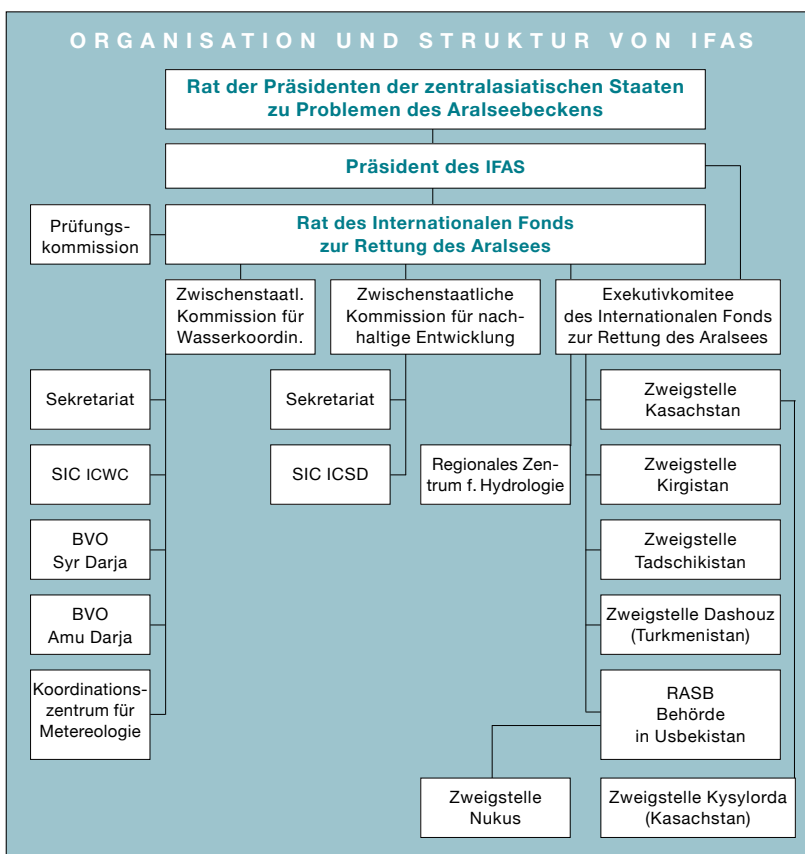 ORGANISATION UND STRUKTUR VON IFAS
Rat der Präsidenten der zentralasiatischen Staaten
zu Problemen des Aralseebeckens
Präsident des IFAS
Prüfungs-
kommission
Rat des Internationalen Fonds
zur Rettung des Aralsees
Zwischenstaatl.
Kommission für
Wasserkoordin.
Zwischenstaatliche
Kommission für nach-
haltige Entwicklung
Exekutivkomitee
des Internationalen Fonds
zur Rettung des Aralsees
Sekretariat
Sekretariat
Zweigstelle
Kasachstan
SIC ICWC
SIC ICSD
Regionales Zen-
trum f. Hydrologie
Zweigstelle
Kirgistan
BVO
Syr Darja
Zweigstelle
Tadschikistan
BVO
Amu Darja
Zweigstelle Dashouz
(Turkmenistan)
Koordinations-
zentrum für
Metereologie
RASB
Behörde
in Usbekistan
Zweigstelle
Nukus
Zweigstelle Kysylorda
(Kasachstan)